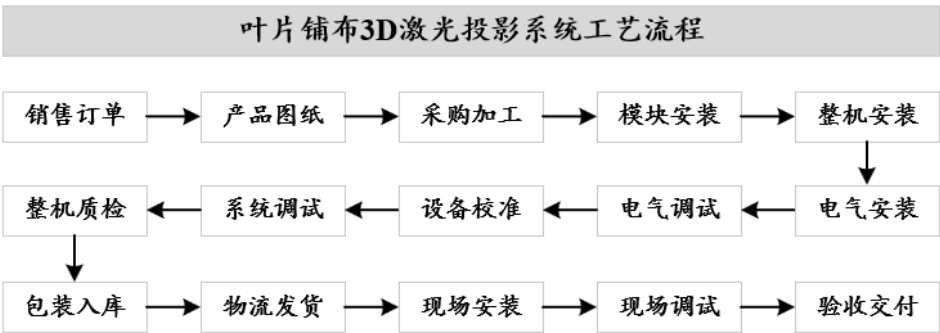 叶片铺布3D激光投影系统工艺流程
销售订单 产品图纸 采购加工 模块安装 整机安装
整机质检 系统调试 设备校准 电气调试 电气安装
包装入库 物流发货 现场安装 现场调试 验收交付